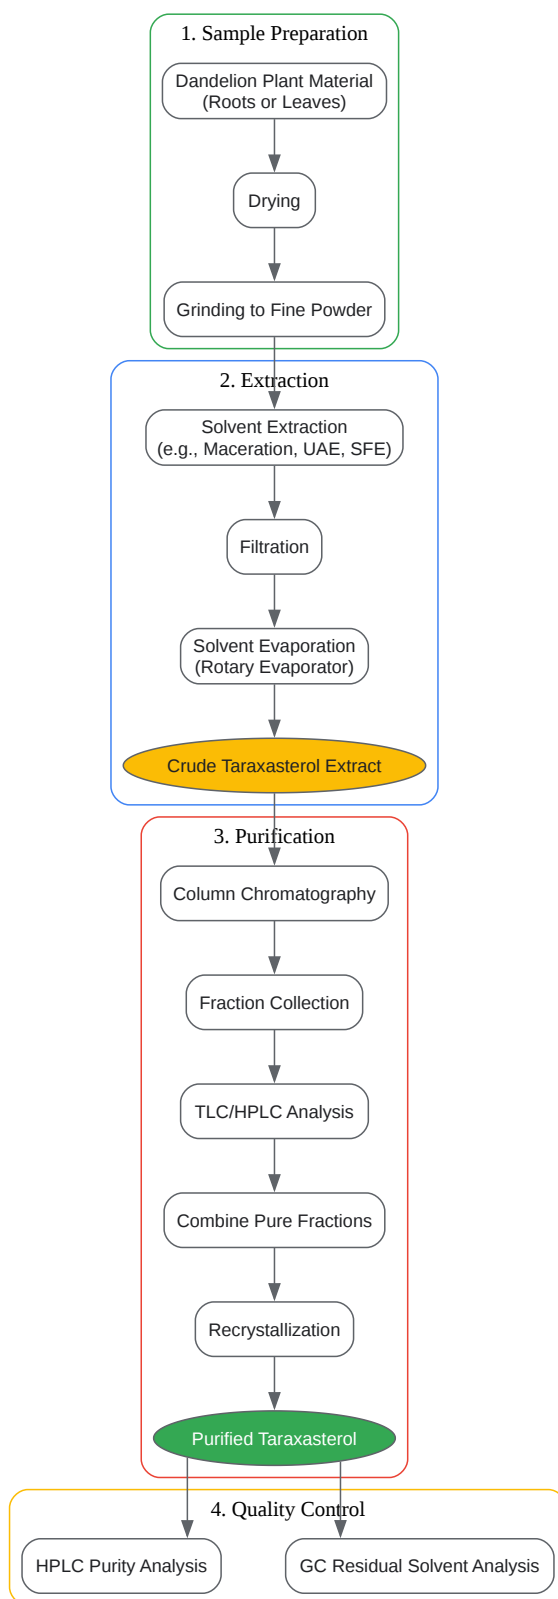 1. Sample Preparation
Dandelion Plant Material
(Roots or Leaves)
Drying
Grinding to Fine Powder
2. Extraction
Solvent Extraction
(e.g., Maceration, UAE, SFE)
Filtration
Solvent Evaporation
(Rotary Evaporator)
Crude Taraxasterol Extract
3. Purification
Column Chromatography
Fraction Collection
TLC/HPLC Analysis
Combine Pure Fractions
Recrystallization
Purified Taraxasterol
4. Quality Control
HPLC Purity Analysis
GC Residual Solvent Analysis